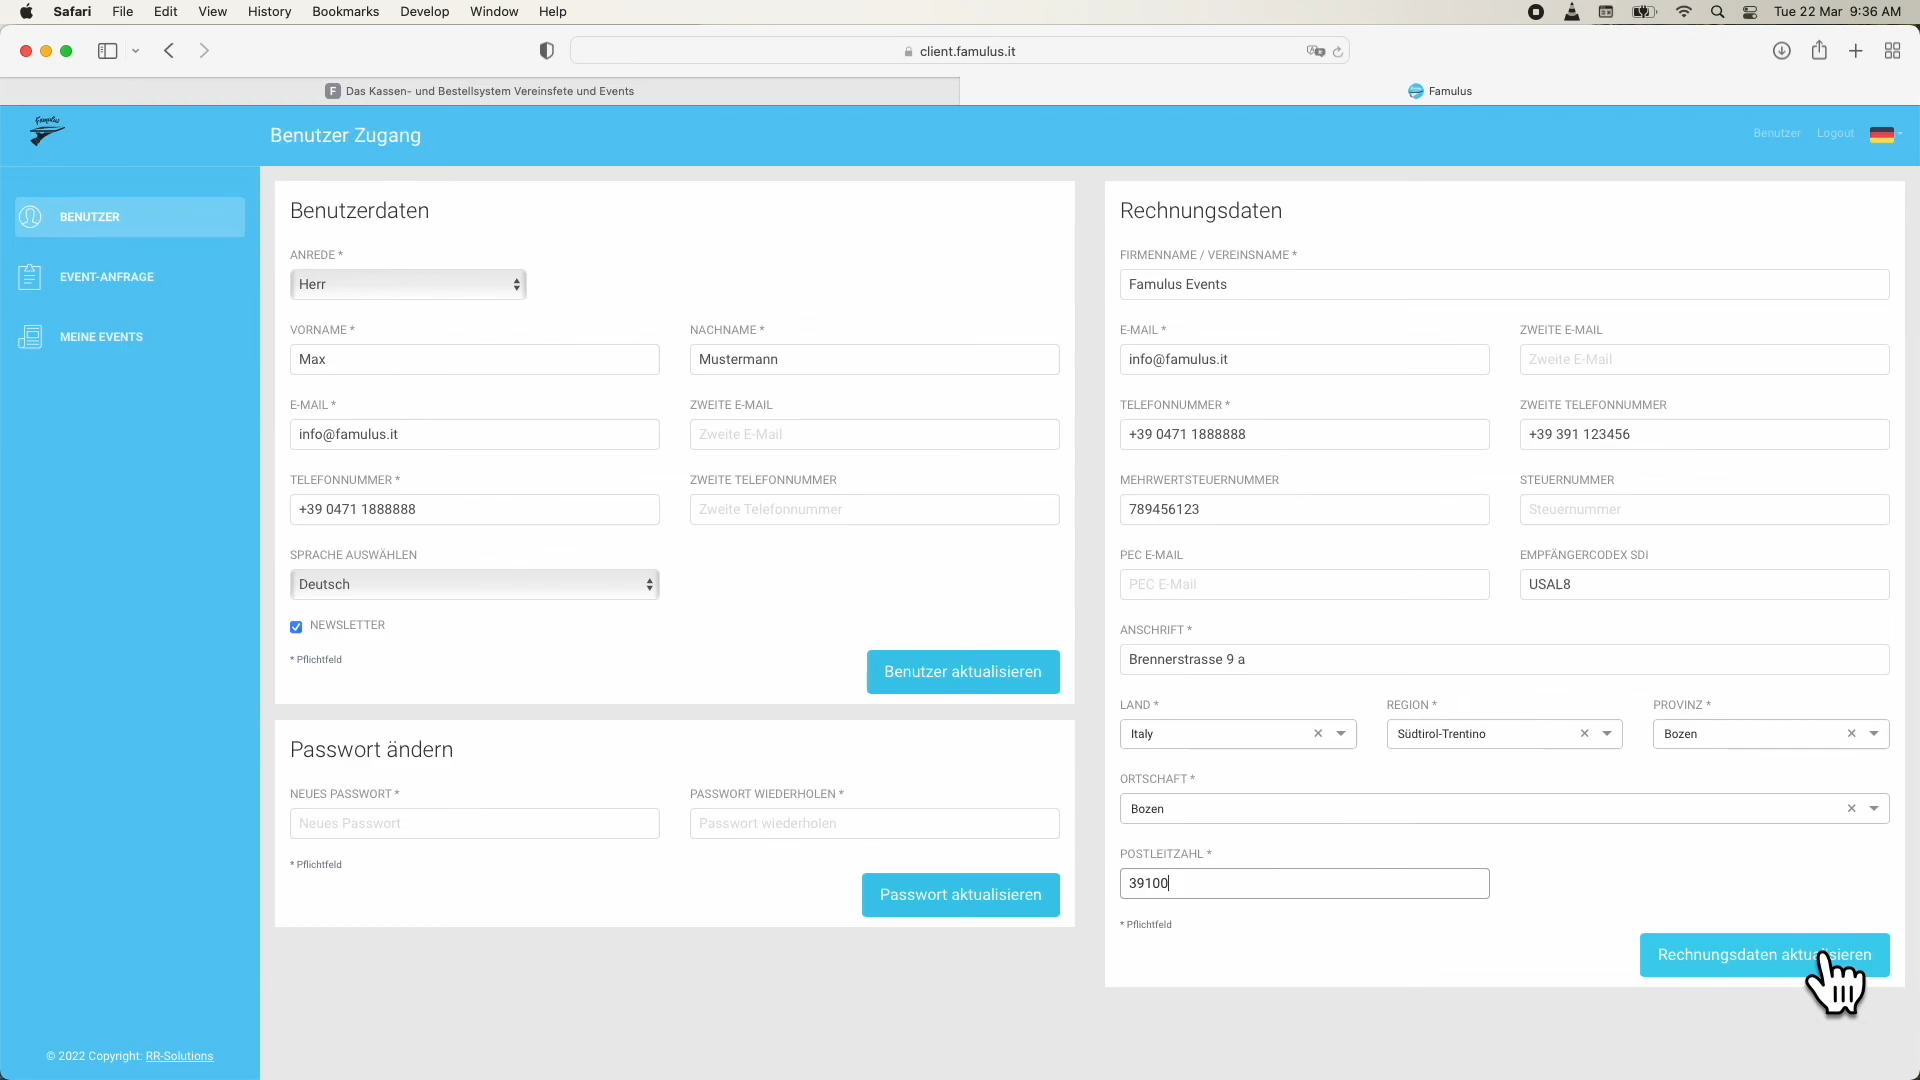 Safari File Edit View History Bookmarks Develop Window Help
Tue 22 Mar 9:36 AM
client.famulus.it
F Das Kassen- und Bestellsystem Vereinsfete und Events
Famulus
Famulus
Benutzer Zugang
Benutzer Logout
BENUTZER
EVENT-ANFRAGE
MEINE EVENTS
© 2022 Copyright: RR-Solutions
Benutzerdaten
ANREDE *
Herr
VORNAME * NACHNAME *
Max Mustermann
E-MAIL * ZWEITE E-MAIL
info@famulus.it Zweite E-Mail
TELEFONNUMMER * ZWEITE TELEFONNUMMER
+39 0471 1888888 Zweite Telefonnummer
SPRACHE AUSWÄHLEN
Deutsch
NEWSLETTER
* Pflichtfeld
Benutzer aktualisieren
Passwort ändern
NEUES PASSWORT * PASSWORT WIEDERHOLEN *
Neues Passwort Passwort wiederholen
* Pflichtfeld
Passwort aktualisieren
Rechnungsdaten
FIRMENNAME / VEREINSNAME *
Famulus Events
E-MAIL * ZWEITE E-MAIL
info@famulus.it Zweite E-Mail
TELEFONNUMMER * ZWEITE TELEFONNUMMER
+39 0471 1888888 +39 391 123456
MEHRWERTSTEUERNUMMER STEUERNUMMER
789456123 Steuernummer
PEC E-MAIL EMPFÄNGERCODEX SDI
PEC E-Mail USAL8
ANSCHRIFT *
Brennerstrasse 9 a
LAND * REGION * PROVINZ *
Italy Südtirol-Trentino Bozen
ORTSCHAFT *
Bozen
POSTLEITZAHL *
39100
* Pflichtfeld
Rechnungsdaten aktualisieren